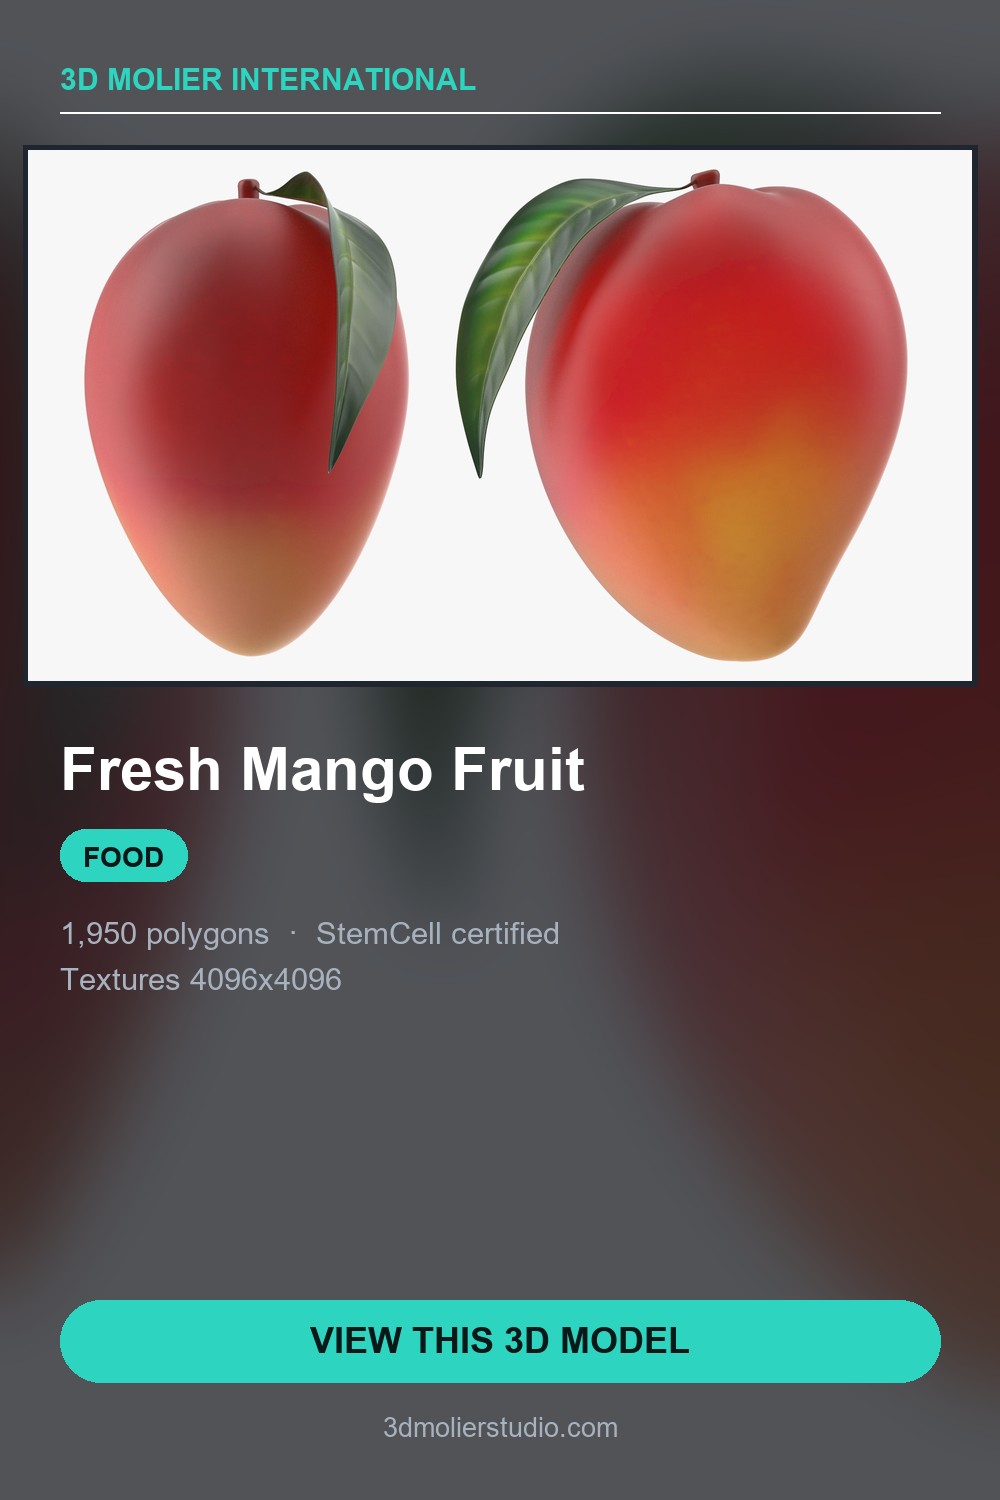 3D MOLIER INTERNATIONAL
Fresh Mango Fruit
FOOD
1,950 polygons · StemCell certified
Textures 4096x4096
VIEW THIS 3D MODEL
3dmolierstudio.com